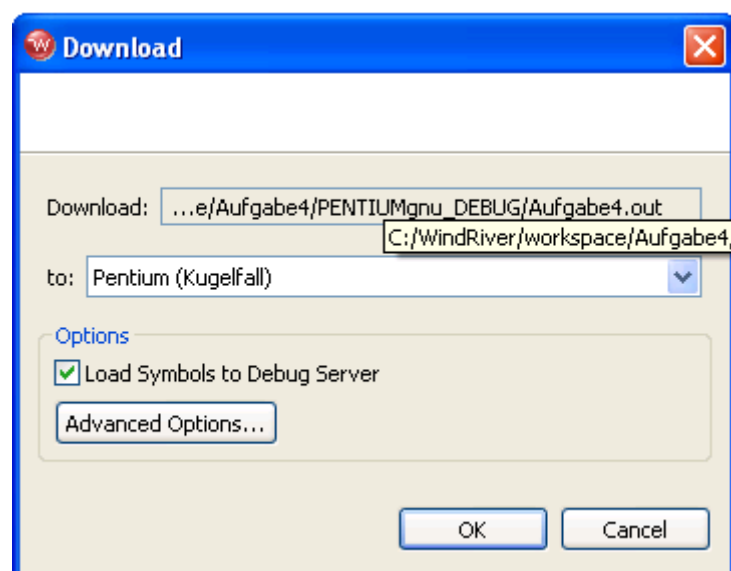 Download
Download: ...e/Aufgabe4/PENTIUMgnu_DEBUG/Aufgabe4.out
C:/WindRiver/workspace/Aufgabe4/
to: Pentium (Kugelfall)
Options
Load Symbols to Debug Server
Advanced Options...
OK Cancel